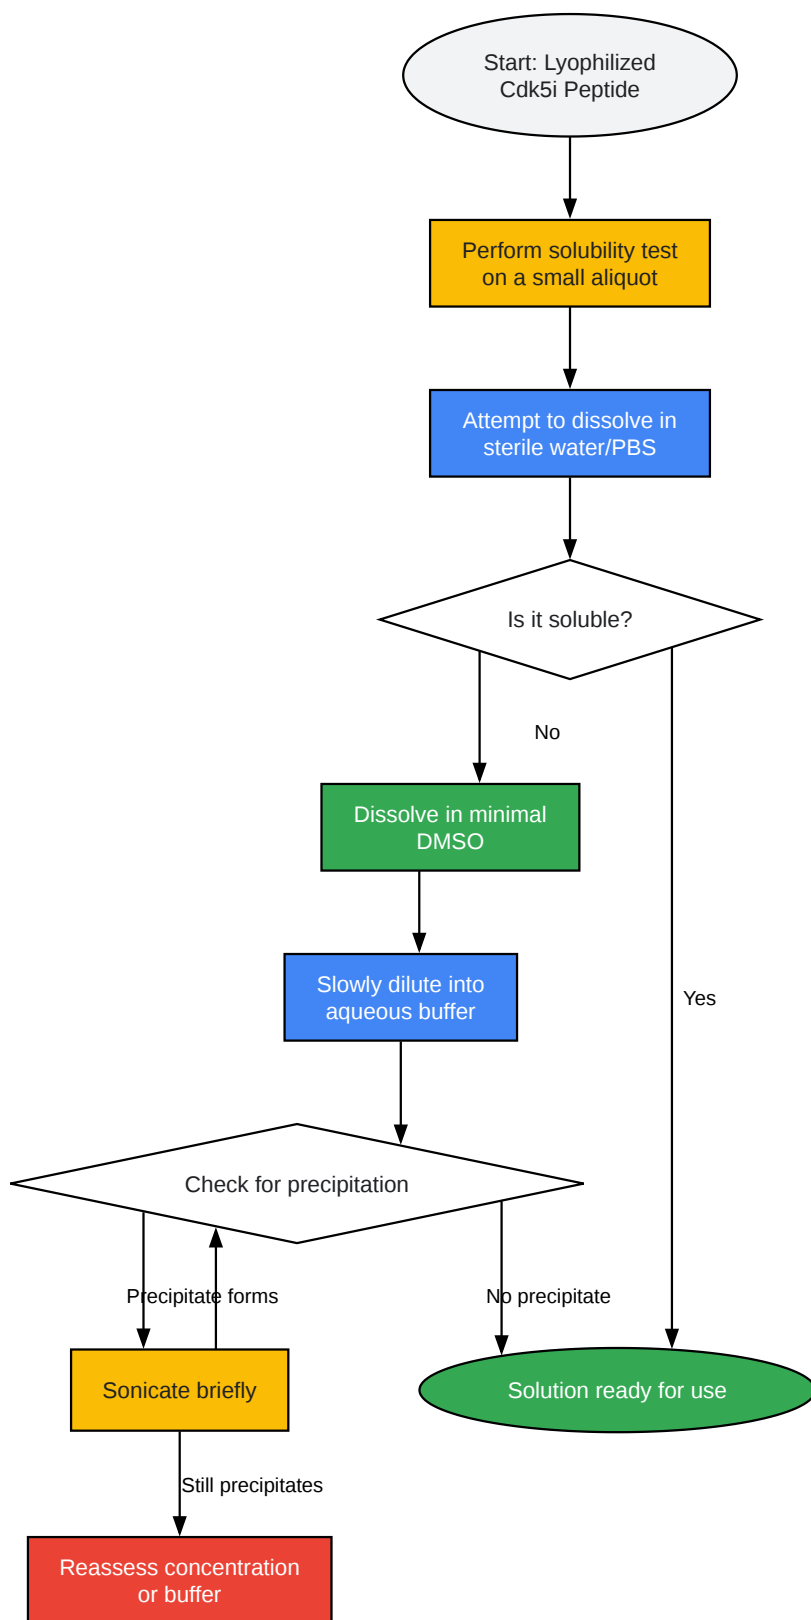 Start: Lyophilized
Cdk5i Peptide
Perform solubility test
on a small aliquot
Attempt to dissolve in
sterile water/PBS
Is it soluble?
No
Dissolve in minimal
DMSO
Slowly dilute into
aqueous buffer
Yes
Check for precipitation
Precipitate forms
No precipitate
Sonicate briefly
Solution ready for use
Still precipitates
Reassess concentration
or buffer